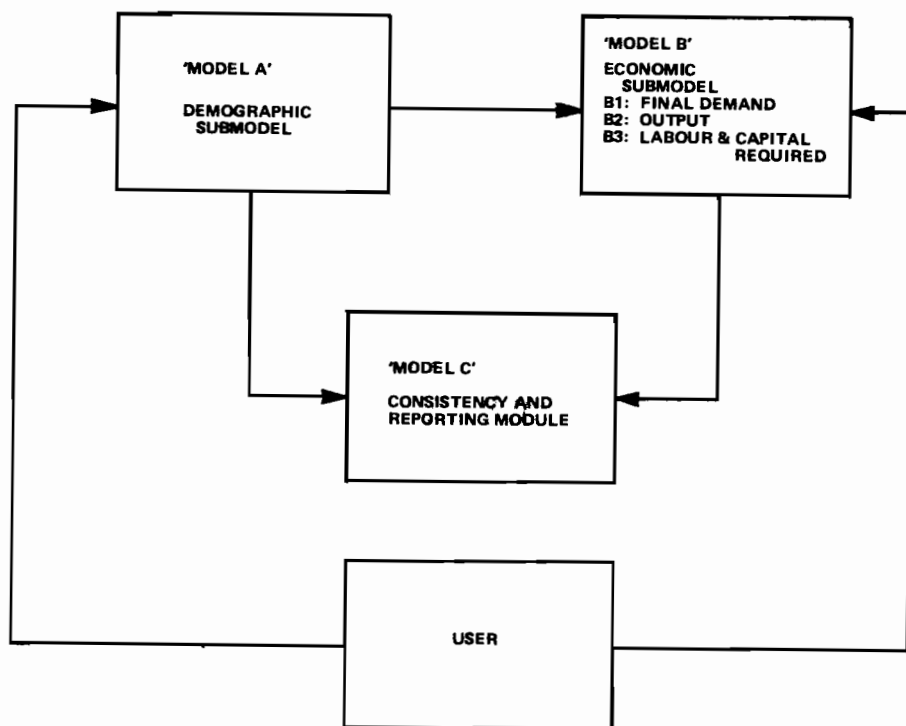 'MODEL A'
DEMOGRAPHIC
SUBMODEL
'MODEL B'
ECONOMIC
SUBMODEL
B1: FINAL DEMAND
B2: OUTPUT
B3: LABOUR & CAPITAL
REQUIRED
'MODEL C'
CONSISTENCY AND
REPORTING MODULE
USER